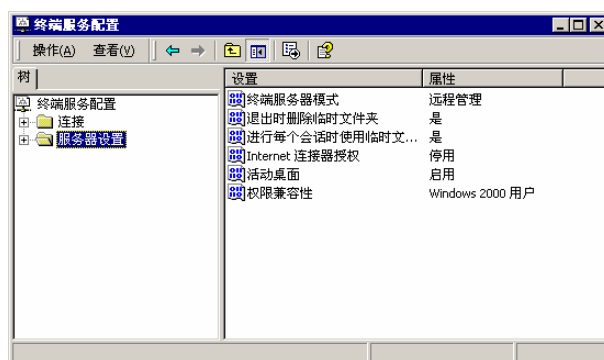 终端服务配置
操作(A) 查看(V)
树
设置 属性
终端服务配置
连接
服务器设置
终端服务器模式 远程管理
退出时删除临时文件夹 是
进行每个会话时使用临时文... 是
Internet 连接器授权 停用
活动桌面 启用
权限兼容性 Windows 2000 用户